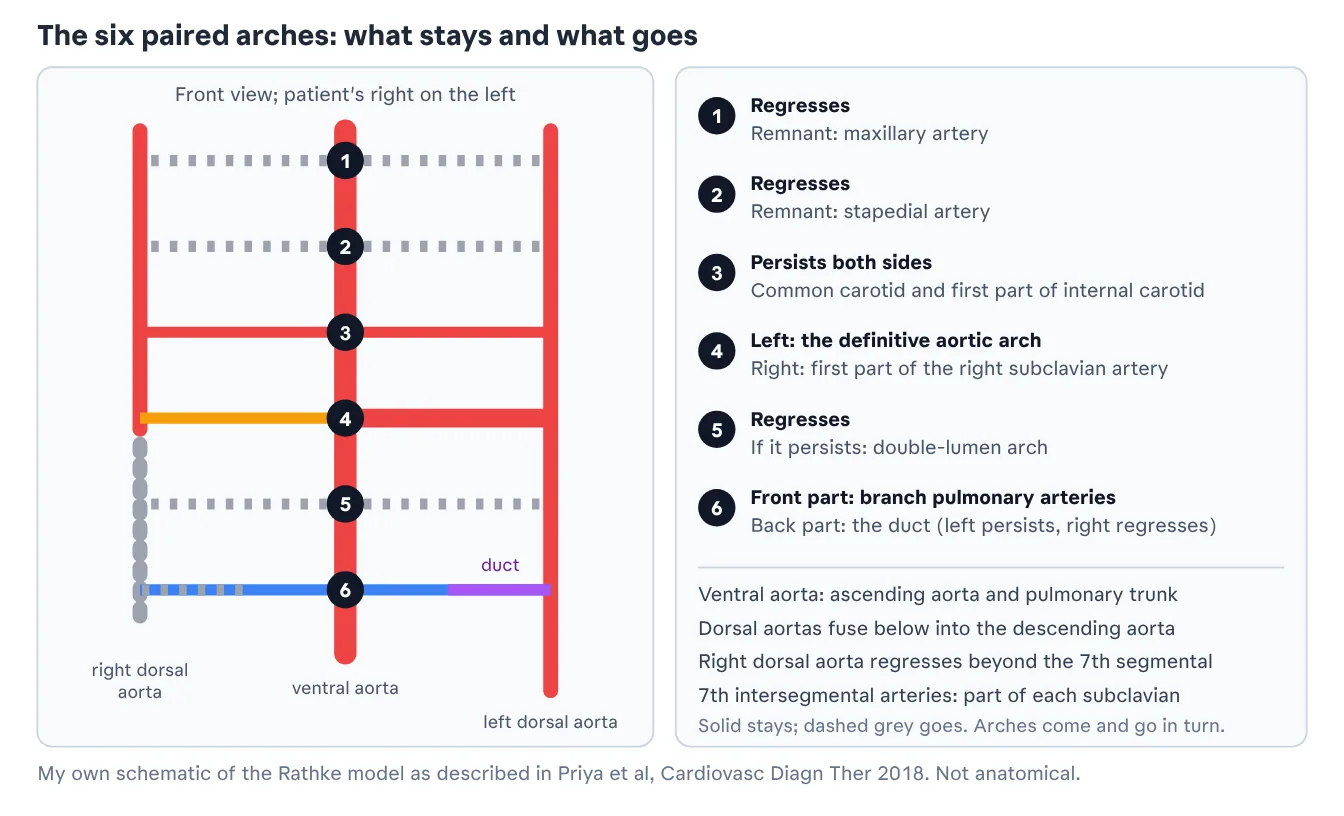 The six paired arches: what stays and what goes
Front view; patient's right on the left
1
2
3
4
5
duct
6
right dorsal
aorta
ventral aorta
left dorsal aorta
1
Regresses
Remnant: maxillary artery
2
Regresses
Remnant: stapedial artery
3
Persists both sides
Common carotid and first part of internal carotid
4
Left: the definitive aortic arch
Right: first part of the right subclavian artery
5
Regresses
If it persists: double-lumen arch
6
Front part: branch pulmonary arteries
Back part: the duct (left persists, right regresses)
Ventral aorta: ascending aorta and pulmonary trunk
Dorsal aortas fuse below into the descending aorta
Right dorsal aorta regresses beyond the 7th segmental
7th intersegmental arteries: part of each subclavian
Solid stays; dashed grey goes. Arches come and go in turn.
My own schematic of the Rathke model as described in Priya et al, Cardiovasc Diagn Ther 2018. Not anatomical.